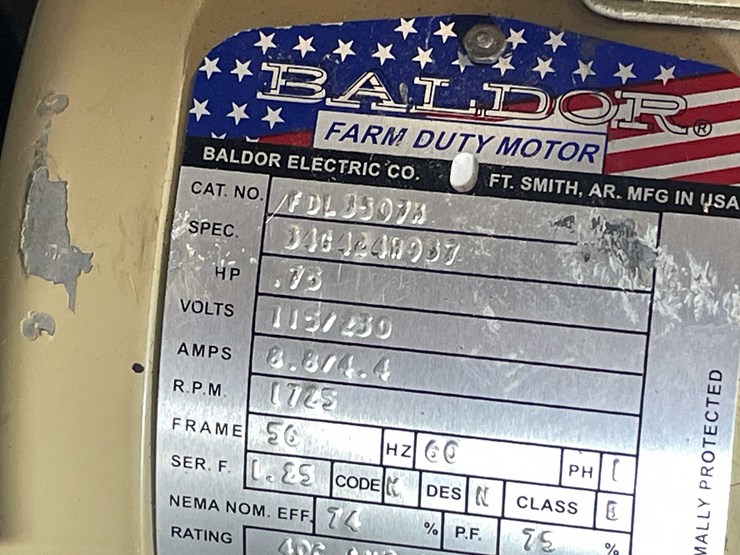 BALDOR®
FARM DUTY MOTOR
BALDOR ELECTRIC CO. FT. SMITH, AR. MFG IN USA
CAT. NO.
SPEC.
HP .75
VOLTS 115/230
AMPS 8.8/4.4
R.P.M. 1725
FRAME 56 HZ 60 PH 1
SER. F. 1.25 CODE K DES N CLASS B
NEMA NOM. EFF. 74 % P.F. 75 %
RATING 40C
MALLY PROTECTED